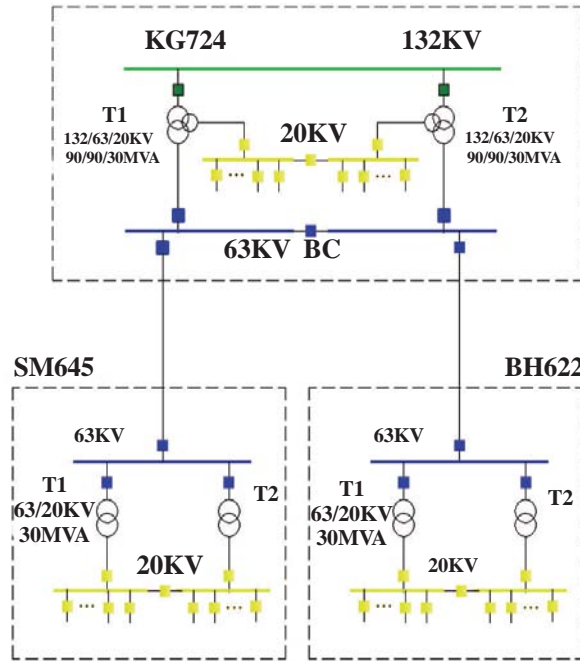 KG724 132KV
T1
132/63/20KV
90/90/30MVA
20KV
T2
132/63/20KV
90/90/30MVA
...
...
63KV BC
SM645
BH622
63KV
T1
63/20KV
30MVA
T2
20KV
...
...
63KV
T1
63/20KV
30MVA
T2
20KV
...
...